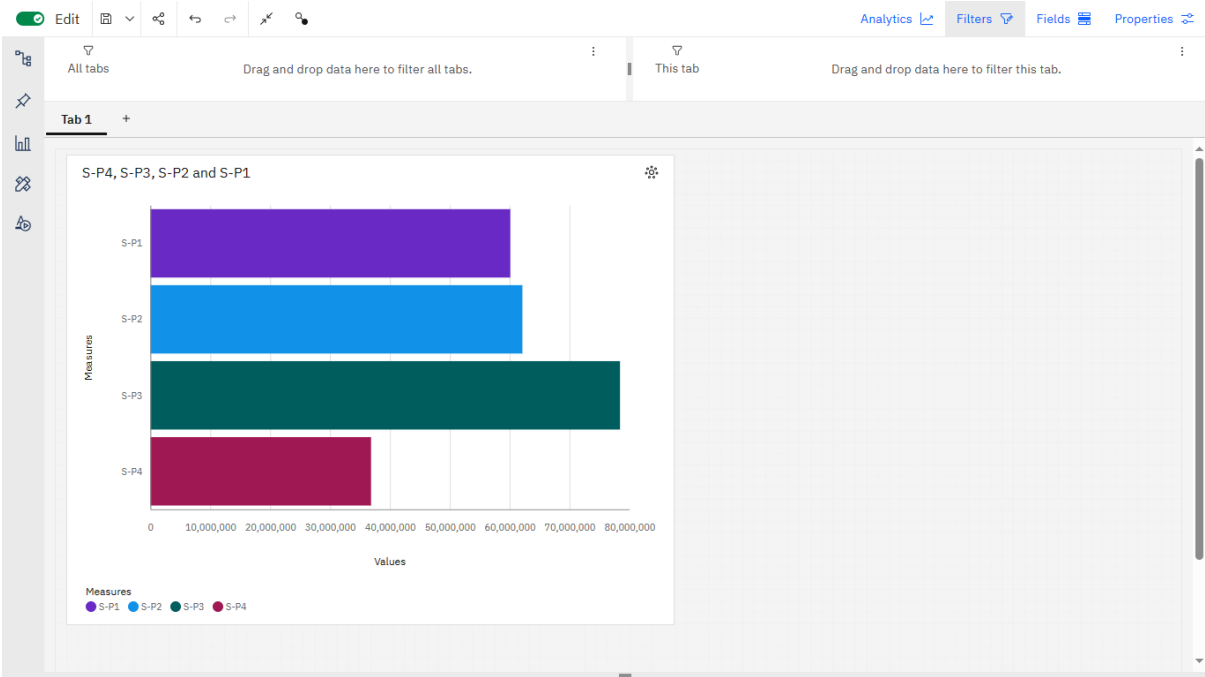 Edit
Analytics
Filters
Fields
Properties
All tabs
Drag and drop data here to filter all tabs.
This tab
Drag and drop data here to filter this tab.
Tab 1
+
S-P4, S-P3, S-P2 and S-P1
Measures
S-P1
S-P2
S-P3
S-P4
0 10,000,000 20,000,000 30,000,000 40,000,000 50,000,000 60,000,000 70,000,000 80,000,000
Values
Measures
S-P1 S-P2 S-P3 S-P4